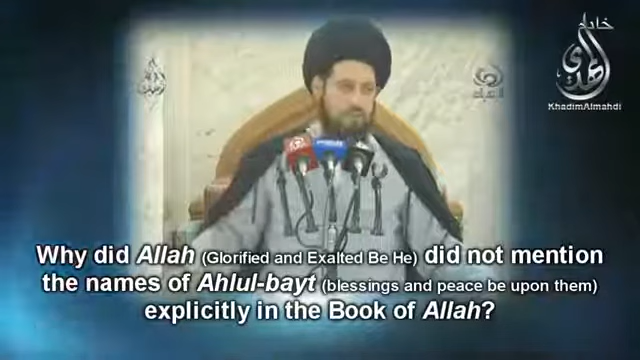 خادم
المهدي
KhadimAlmahdi
Why did Allah (Glorified and Exalted Be He) did not mention
the names of Ahlul-bayt (blessings and peace be upon them)
explicitly in the Book of Allah?